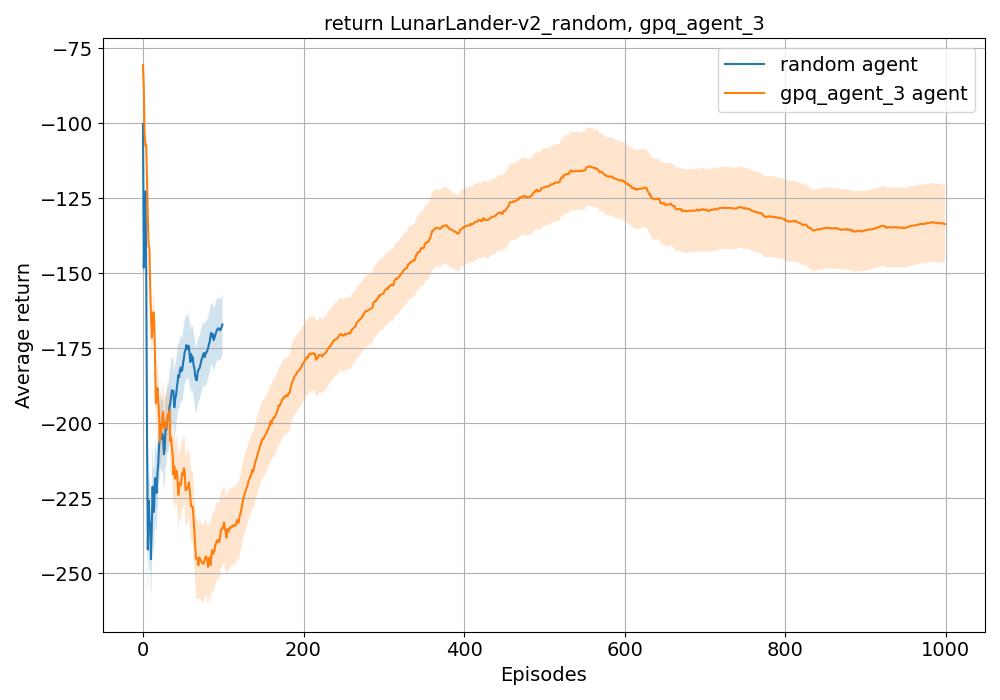 return LunarLander-v2_random, gpq_agent_3
random agent
gpq_agent_3 agent
Average return
−75
−100
−125
−150
−175
−200
−225
−250
0 200 400 600 800 1000
Episodes